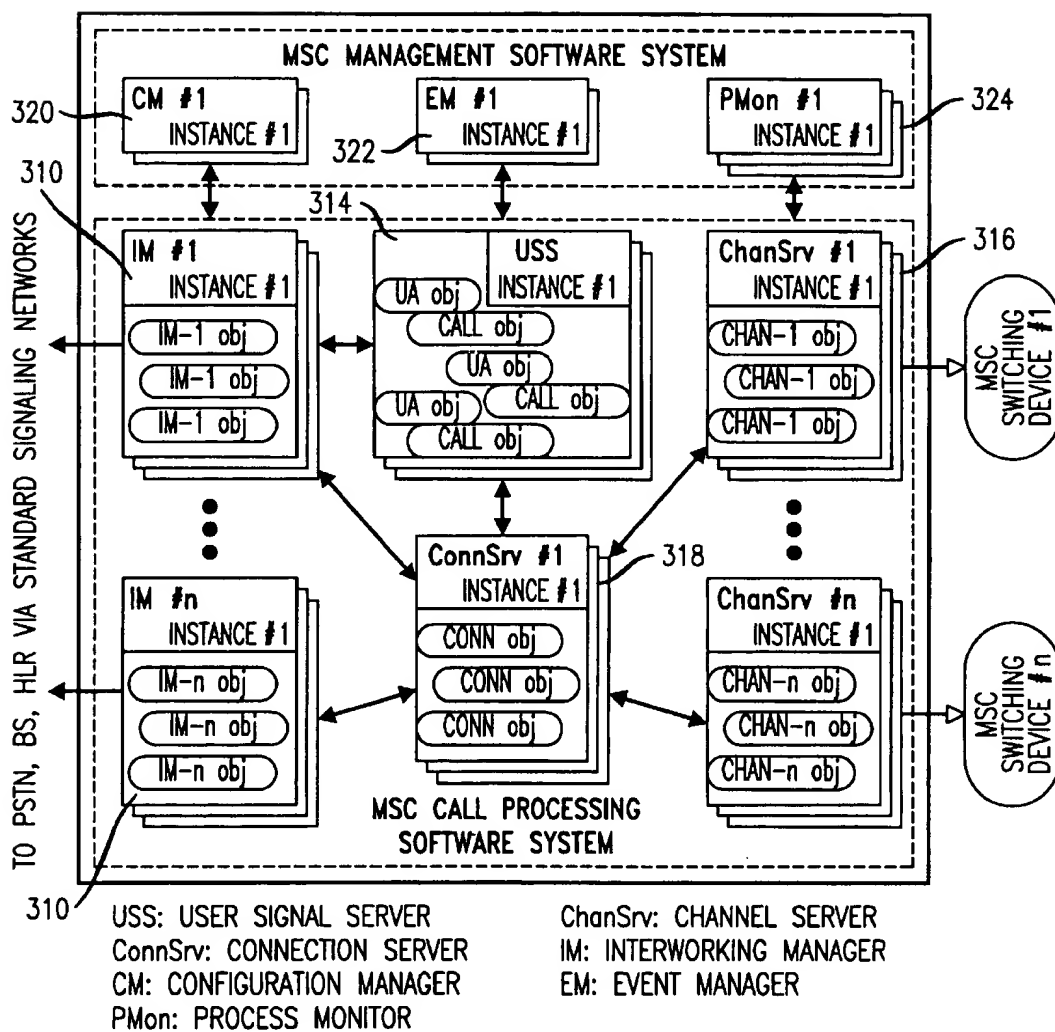 MSC MANAGEMENT SOFTWARE SYSTEM
CM #1
INSTANCE #1
EM #1
INSTANCE #1
PMon #1
INSTANCE #1
320
322
324
310
314
316
TO PSTN, BS, HLR VIA STANDARD SIGNALING NETWORKS
IM #1
INSTANCE #1
IM-1 obj
IM-1 obj
IM-1 obj
USS
INSTANCE #1
UA obj
CALL obj
UA obj
UA obj
CALL obj
CALL obj
ChanSrv #1
INSTANCE #1
CHAN-1 obj
CHAN-1 obj
CHAN-1 obj
MSC
SWITCHING
DEVICE #1
ConnSrv #1
INSTANCE #1
CONN obj
CONN obj
CONN obj
318
IM #n
INSTANCE #1
IM-n obj
IM-n obj
IM-n obj
310
ChanSrv #n
INSTANCE #1
CHAN-n obj
CHAN-n obj
CHAN-n obj
MSC
SWITCHING
DEVICE #n
MSC CALL PROCESSING
SOFTWARE SYSTEM
USS: USER SIGNAL SERVER
ChanSrv: CHANNEL SERVER
ConnSrv: CONNECTION SERVER
IM: INTERWORKING MANAGER
CM: CONFIGURATION MANAGER
EM: EVENT MANAGER
PMon: PROCESS MONITOR